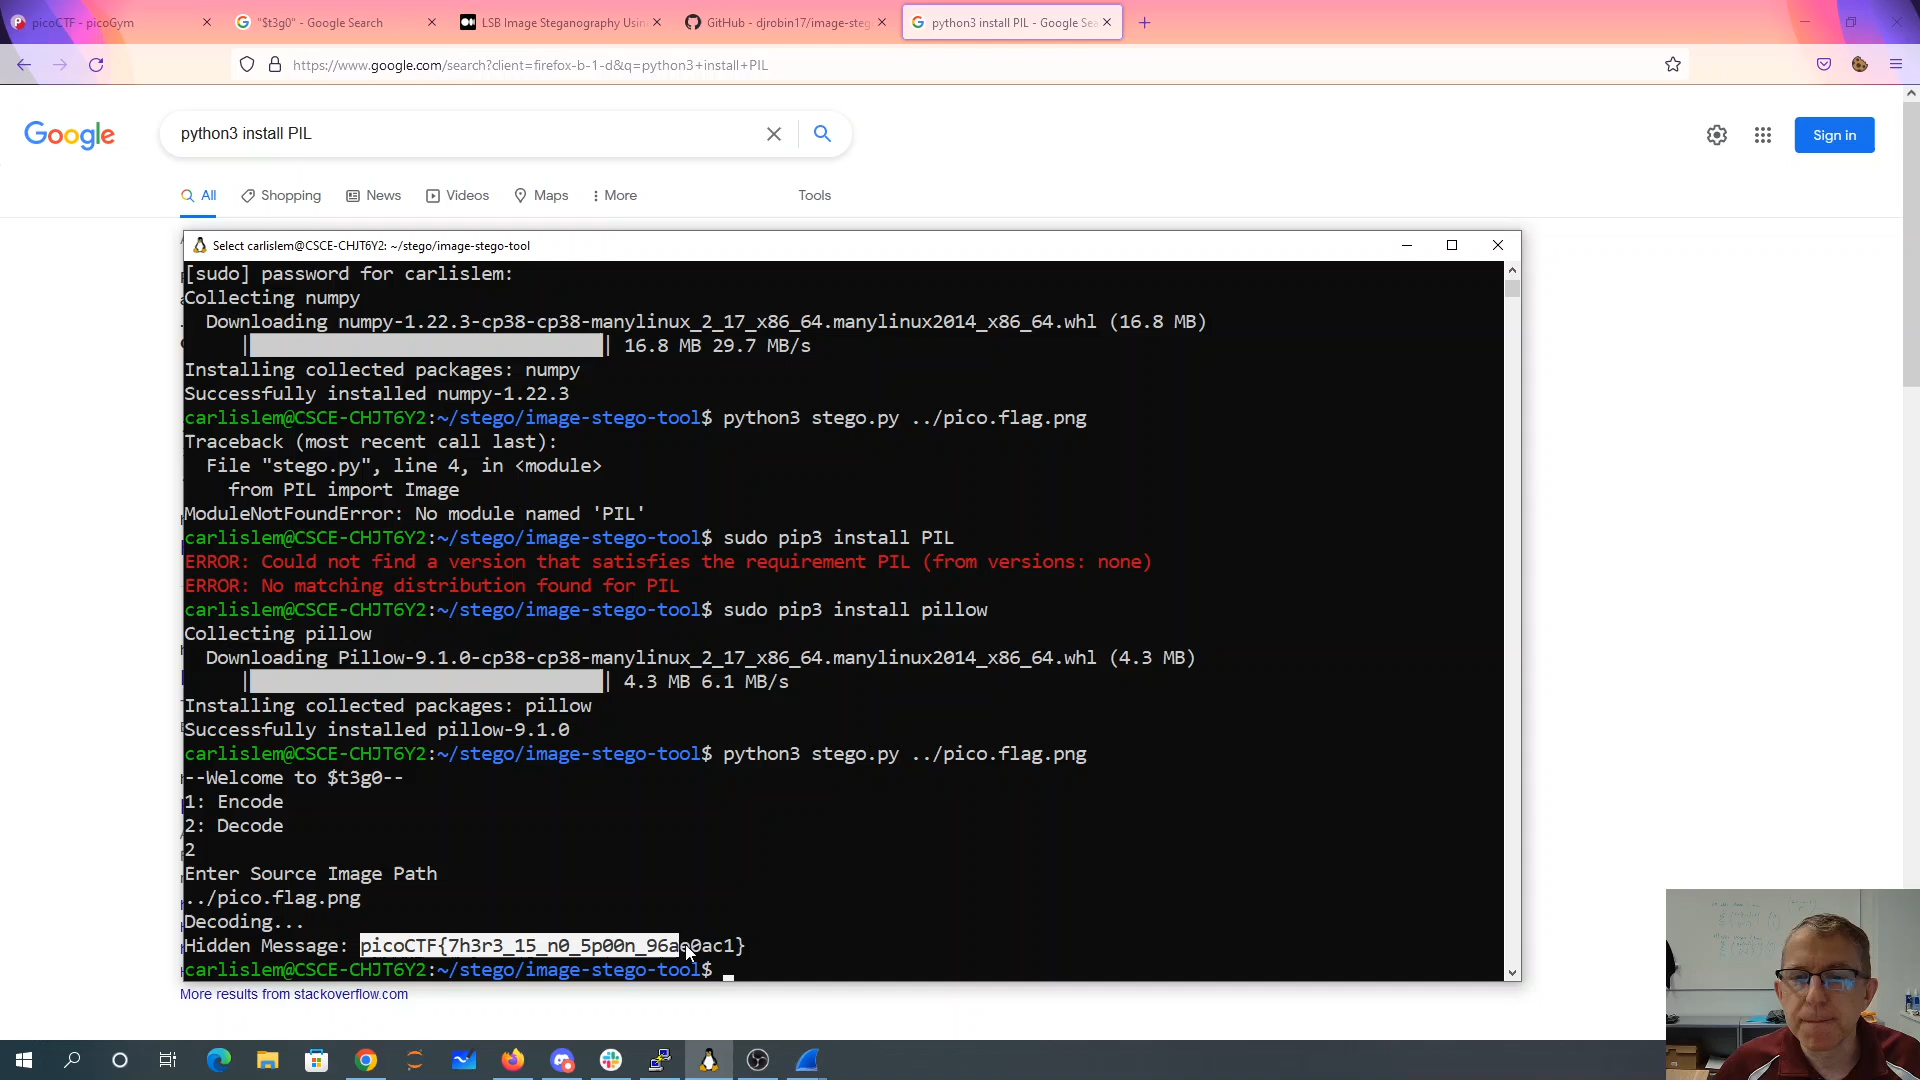 picoCTF - picoGym
"$t3g0" - Google Search
LSB Image Steganography Usin
GitHub - djrobin17/image-steg
python3 install PIL - Google Sea
https://www.google.com/search?client=firefox-b-1-d&q=python3+install+PIL
Google
python3 install PIL
Sign in
All
Shopping
News
Videos
Maps
More
Tools
Select carlislem@CSCE-CHJT6Y2: ~/stego/image-stego-tool
[sudo] password for carlislem:
Collecting numpy
Downloading numpy-1.22.3-cp38-cp38-manylinux_2_17_x86_64.manylinux2014_x86_64.whl (16.8 MB)
| | 16.8 MB 29.7 MB/s
Installing collected packages: numpy
Successfully installed numpy-1.22.3
carlislem@CSCE-CHJT6Y2:~/stego/image-stego-tool$ python3 stego.py ../pico.flag.png
Traceback (most recent call last):
File "stego.py", line 4, in <module>
from PIL import Image
ModuleNotFoundError: No module named 'PIL'
carlislem@CSCE-CHJT6Y2:~/stego/image-stego-tool$ sudo pip3 install PIL
ERROR: Could not find a version that satisfies the requirement PIL (from versions: none)
ERROR: No matching distribution found for PIL
carlislem@CSCE-CHJT6Y2:~/stego/image-stego-tool$ sudo pip3 install pillow
Collecting pillow
Downloading Pillow-9.1.0-cp38-cp38-manylinux_2_17_x86_64.manylinux2014_x86_64.whl (4.3 MB)
| | 4.3 MB 6.1 MB/s
Installing collected packages: pillow
Successfully installed pillow-9.1.0
carlislem@CSCE-CHJT6Y2:~/stego/image-stego-tool$ python3 stego.py ../pico.flag.png
--Welcome to $t3g0--
1: Encode
2: Decode
2
Enter Source Image Path
../pico.flag.png
Decoding...
Hidden Message: picoCTF{7h3r3_15_n0_5p00n_96ae0ac1}
carlislem@CSCE-CHJT6Y2:~/stego/image-stego-tool$
More results from stackoverflow.com